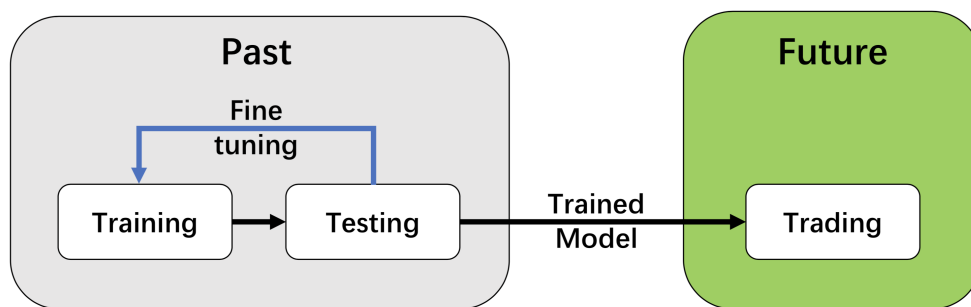 Past
Future
Fine
tuning
Training
Testing
Trained
Model
Trading